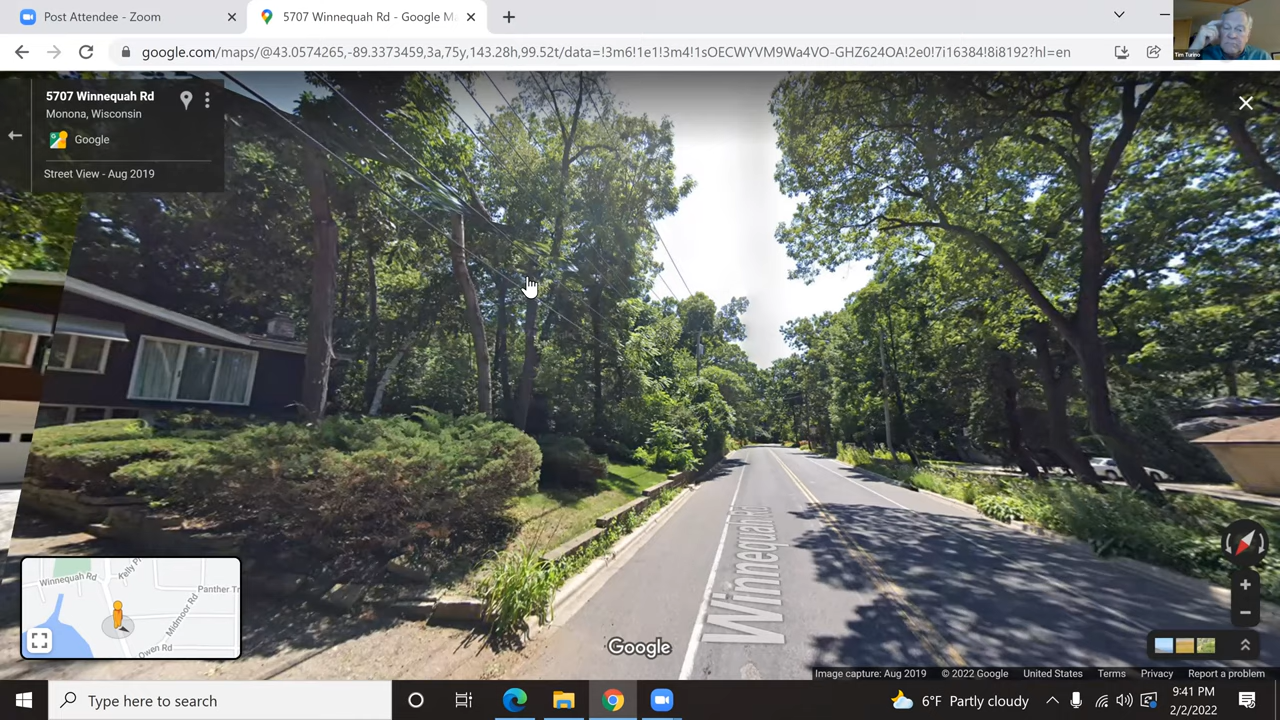 Post Attendee - Zoom
5707 Winnequah Rd - Google M
google.com/maps/@43.0574265,-89.3373459,3a,75y,143.28h,99.52t/data=!3m6!1e1!3m4!1sOECWYVM9Wa4VO-GHZ624OA!2e0!7i16384!8i8192?hl=en
Tim Turino
5707 Winnequah Rd
Monona, Wisconsin
Google
Street View - Aug 2019
Winnequah Rd
Winnequah Rd
Panther Tr
Midmoor Rd
Owen Rd
Google
Image capture: Aug 2019 © 2022 Google United States Terms Privacy Report a problem
Type here to search
6°F Partly cloudy
9:41 PM
2/2/2022